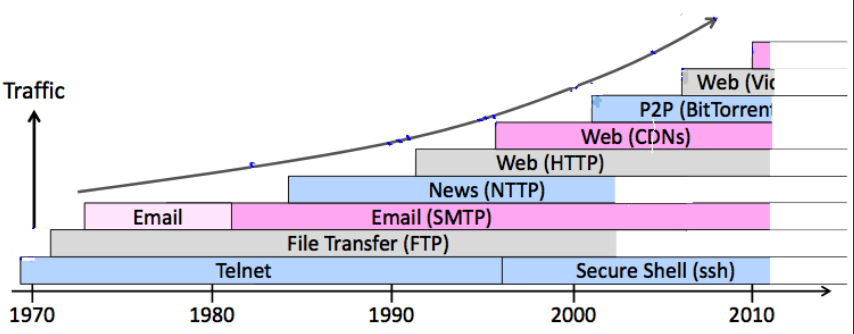 Traffic
Web (Vic
P2P (BitTorrent
Web (CDNs)
Web (HTTP)
News (NTTP)
Email
Email (SMTP)
File Transfer (FTP)
Telnet
Secure Shell (ssh)
1970
1980
1990
2000
2010